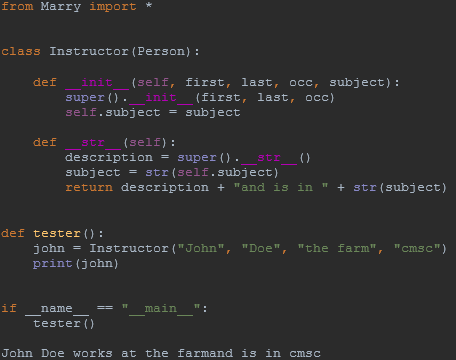 from Marry import *
class Instructor(Person):
def __init__(self, first, last, occ, subject):
super().__init__(first, last, occ)
self.subject = subject
def __str__(self):
description = super().__str__()
subject = str(self.subject)
return description + "and is in " + str(subject)
def tester():
john = Instructor("John", "Doe", "the farm", "cmsc")
print(john)
if __name__ == "__main__":
tester()
John Doe works at the farmand is in cmsc